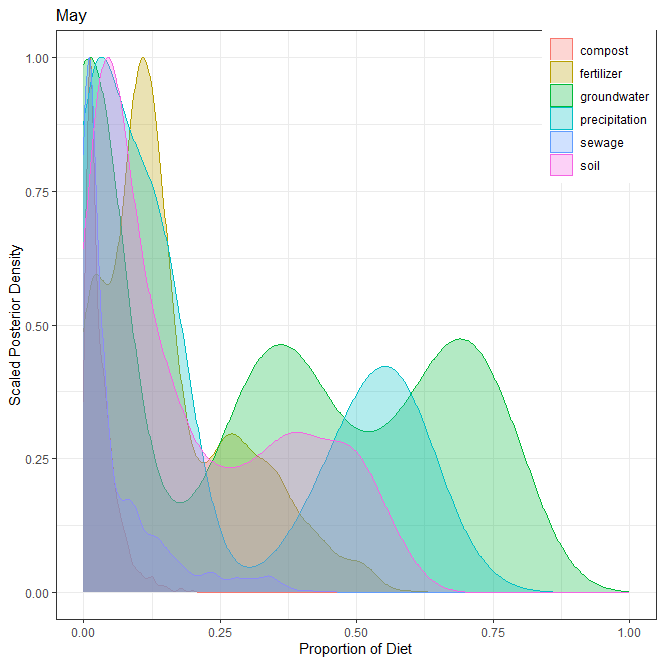 May
compost
fertilizer
groundwater
precipitation
sewage
soil
Scaled Posterior Density
1.00
0.75
0.50
0.25
0.00
0.00 0.25 0.50 0.75 1.00
Proportion of Diet